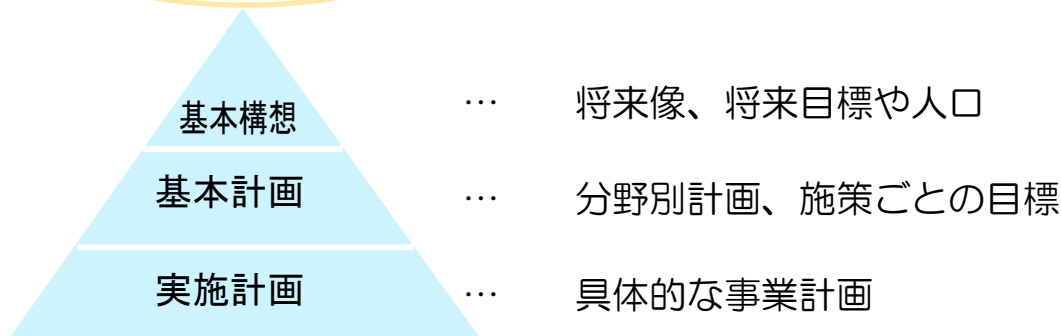 基本構想 … 将来像、将来目標や人口
基本計画 … 分野別計画、施策ごとの目標
実施計画 … 具体的な事業計画